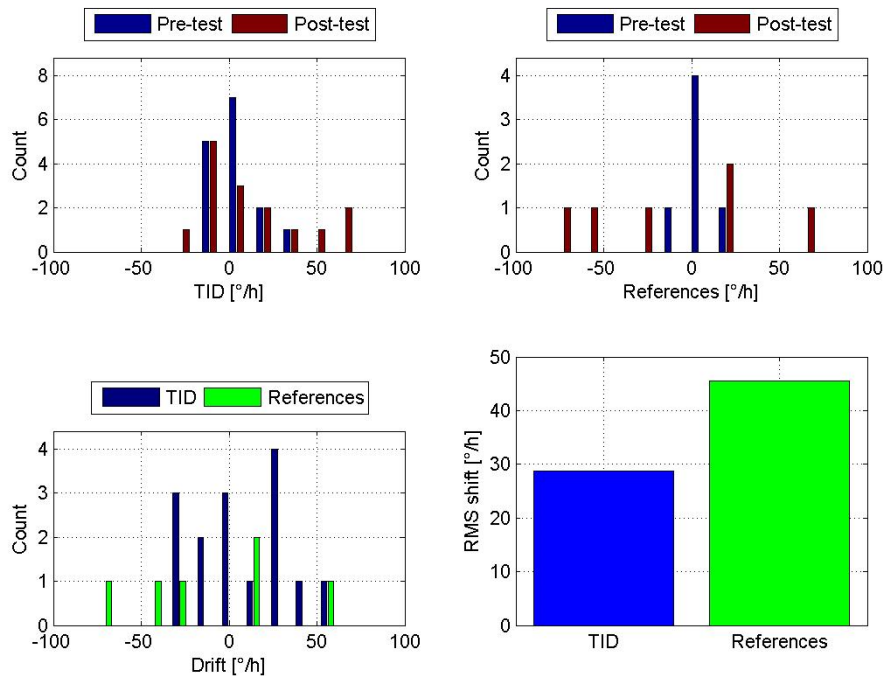 Pre-test Post-test
8
6
4
2
0
Count
-100 -50 0 50 100
TID [°/h]
Pre-test Post-test
4
3
2
1
0
Count
-100 -50 0 50 100
References [°/h]
TID References
4
3
2
1
0
Count
-100 -50 0 50 100
Drift [°/h]
50
40
30
20
10
0
RMS shift [°/h]
TID References